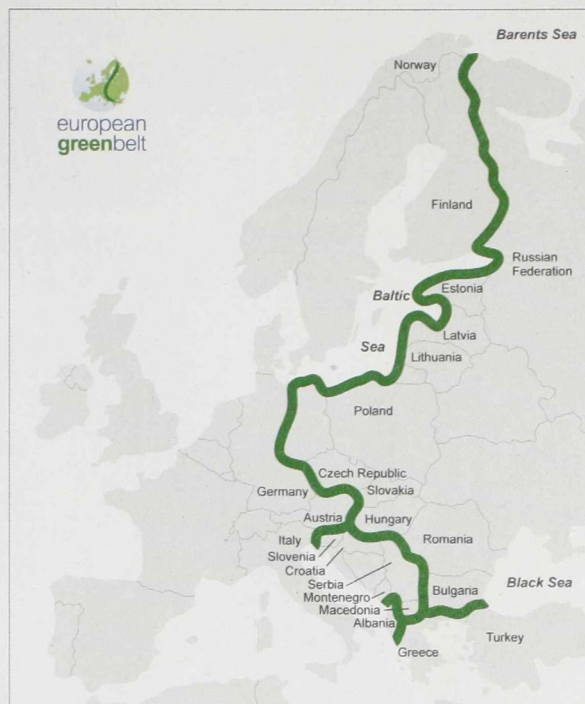 Barents Sea
Norway
european
greenbelt
Finland
Russian
Federation
Estonia
Baltic
Latvia
Sea
Lithuania
Poland
Czech Republic
Germany
Slovakia
Austria
Hungary
Italy
Romania
Slovenia
Croatia
Serbia
Black Sea
Bulgaria
Montenegro
Macedonia
Albania
Turkey
Greece